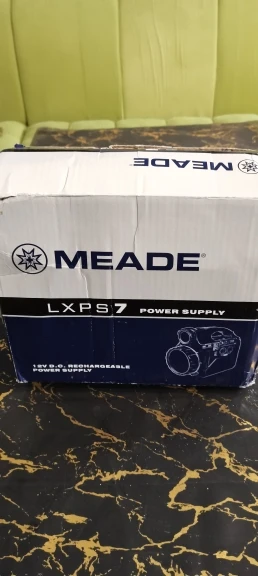 MEADE
MEADE
LXPS7 POWER SUPPLY
12V D.C. RECHARGEABLE
POWER SUPPLY